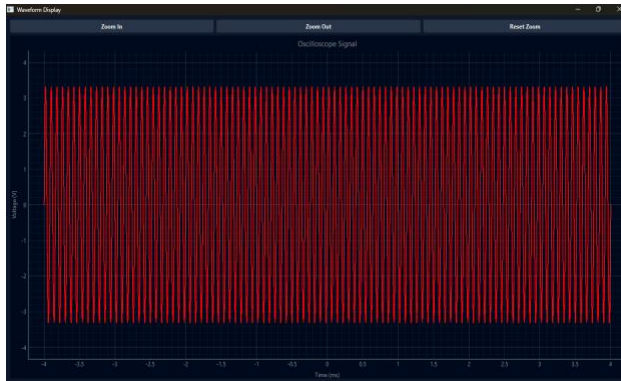 Waveform Display
Zoom In Zoom Out Reset Zoom
Oscilloscope Signal
4
3
2
1
0
-1
-2
-3
-4
Voltage (V)
-4 -3.5 -3 -2.5 -2 -1.5 -1 -0.5 0 0.5 1 1.5 2 2.5 3 3.5 4
Time (ms)